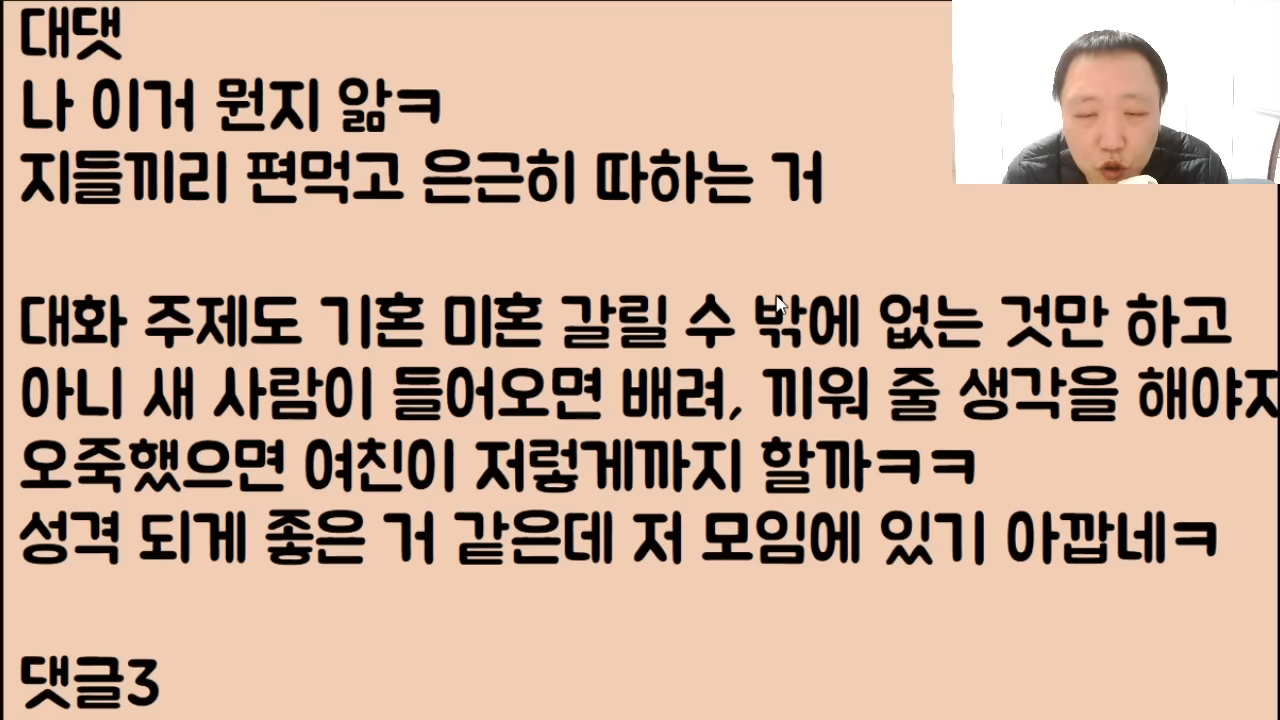 대댓
나 이거 뭔지 앎ㅋ
지들끼리 편먹고 은근히 따하는 거
대화 주제도 기혼 미혼 갈릴 수 밖에 없는 것만 하고
아니 새 사람이 들어오면 배려, 끼워 줄 생각을 해야지
오죽했으면 여친이 저렇게까지 할까ㅋㅋ
성격 되게 좋은 거 같은데 저 모임에 있기 아깝네ㅋ
댓글3